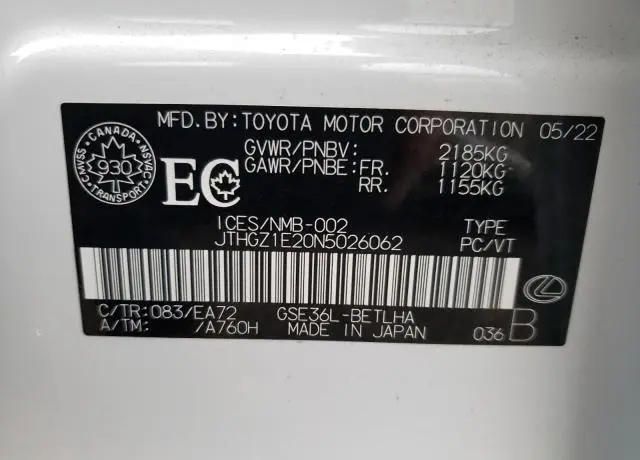 MFD.BY:TOYOTA MOTOR CORPORATION 05/22
GVWR/PNBV: 2185KG
GAWR/PNBE: FR. 1120KG
RR. 1155KG
CANADA
CMVSS 930 NSVAC
TRANSPORT
EC
ICES/NMB-002 TYPE
JTHGZ1E20N5026062 PC/VT
C/TR:083/EA72 GSE36L-BETLHA
A/TM: /A760H MADE IN JAPAN 036 B